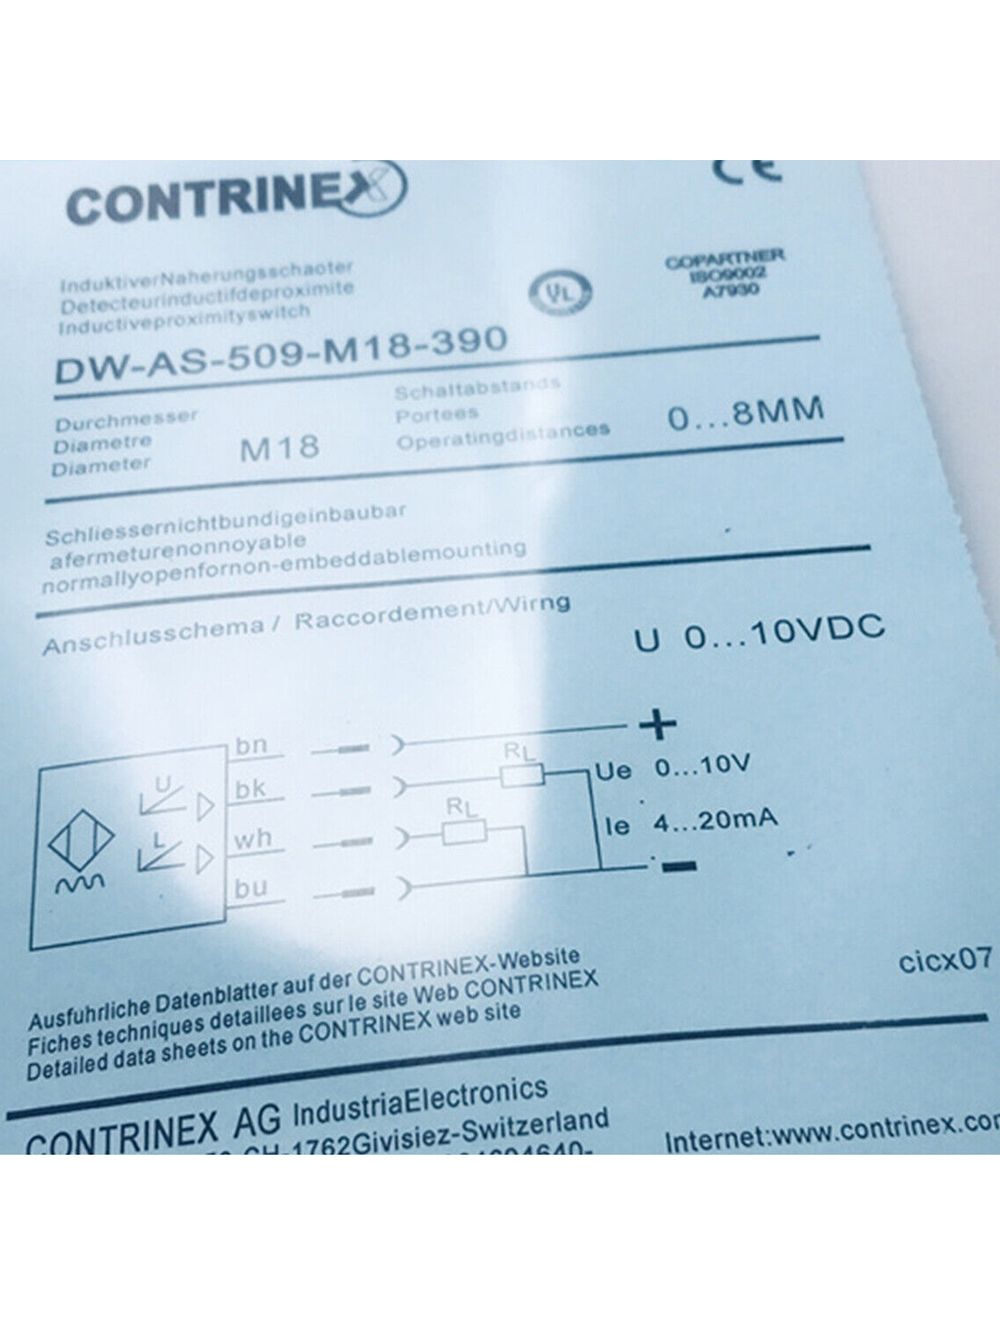 CONTRINEX
CE
InduktiverNaherungsschaoter
Detecteurinductifdeproximite
Inductiveproximityswitch
UL
COPARTNER
ISO9002
A7930
DW-AS-509-M18-390
Durchmesser
Diametre
Diameter
M18
Schaltabstands
Portees
Operatingdistances
0...8MM
Schliessernichtbundigeinbaubar
afermeturenonnoyable
normallyopenfornon-embeddablemounting
Anschlusschema / Raccordement/Wirng
U 0...10VDC
bn
+
U
bk
RL
Ue 0...10V
L
wh
RL
Ie 4...20mA
bu
-
Ausfuhrliche Datenblatter auf der CONTRINEX-Website
Fiches techniques detaillees sur le site Web CONTRINEX
Detailed data sheets on the CONTRINEX web site
cicx07
CONTRINEX AG IndustriaElectronics
CH-1762Givisiez-Switzerland
Internet:www.contrinex.com